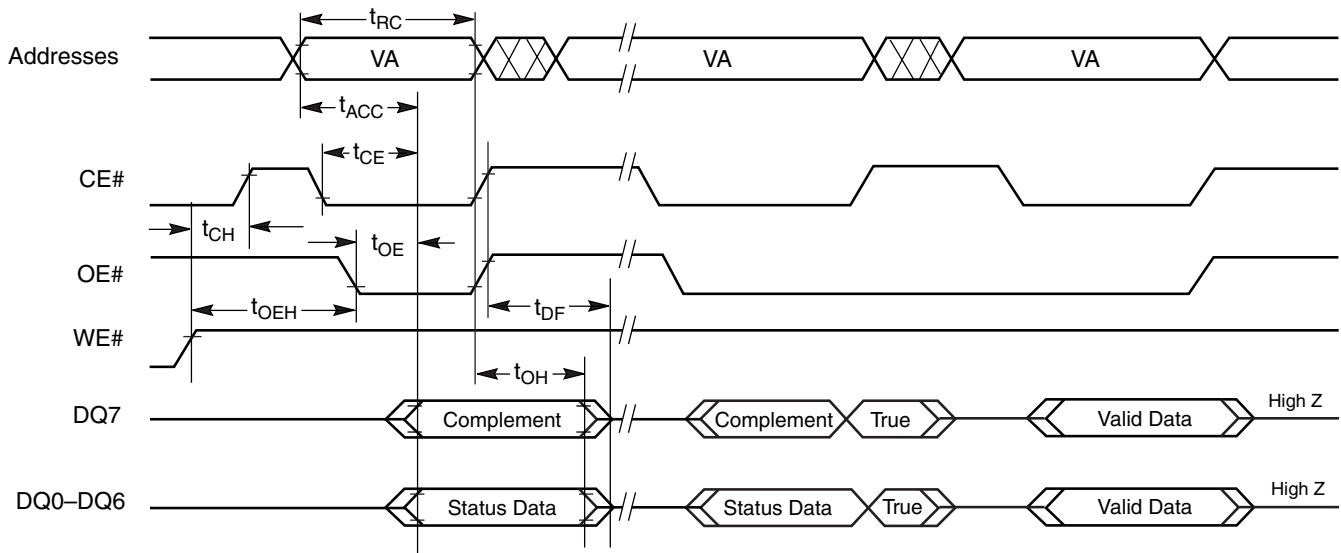 tRC
Addresses VA VA VA
tACC
tCE
CE#
tCH tOE
OE#
tOEH tDF
WE#
tOH
DQ7 Complement Complement True Valid Data High Z
DQ0–DQ6 Status Data Status Data True Valid Data High Z